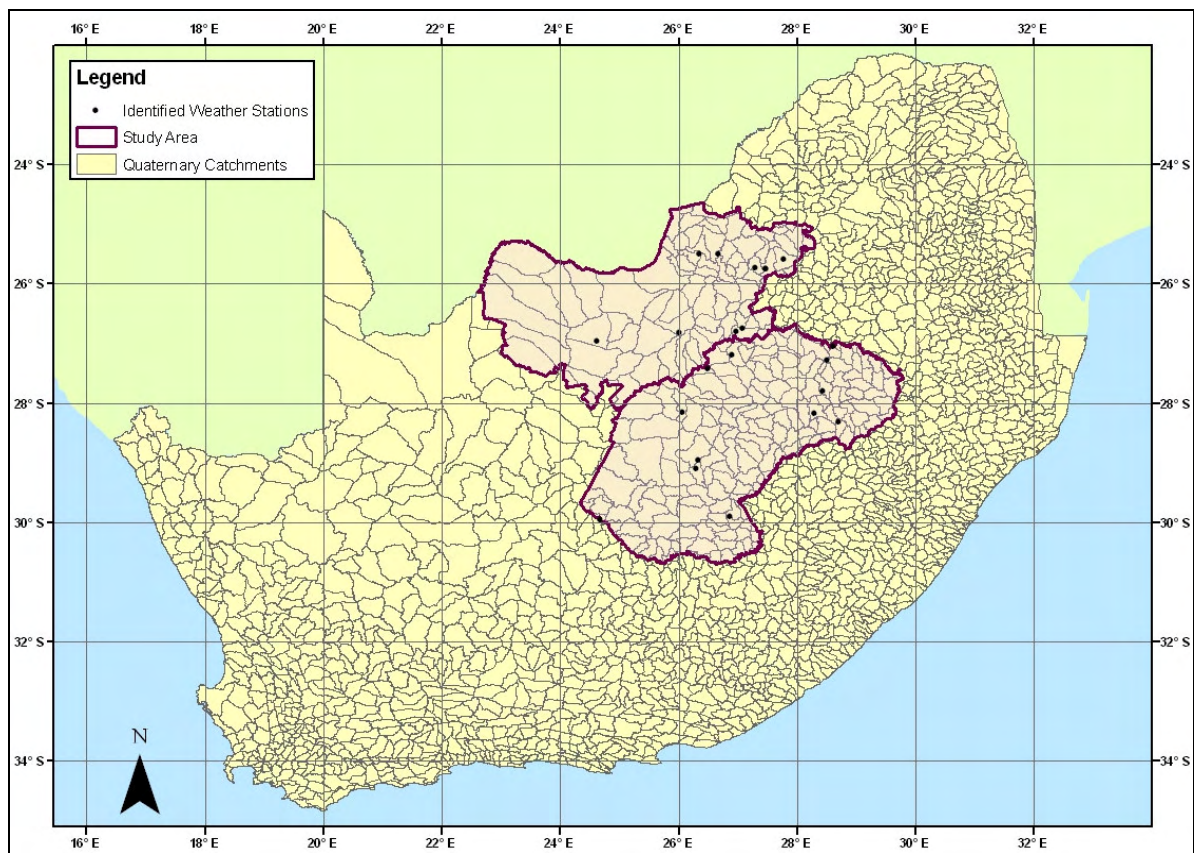 16° E 18° E 20° E 22° E 24° E 26° E 28° E 30° E 32° E
Legend
Identified Weather Stations
Study Area
Quaternary Catchments
24° S 24° S
26° S 26° S
28° S 28° S
30° S 30° S
32° S 32° S
34° S 34° S
N
16° E 18° E 20° E 22° E 24° E 26° E 28° E 30° E 32° E